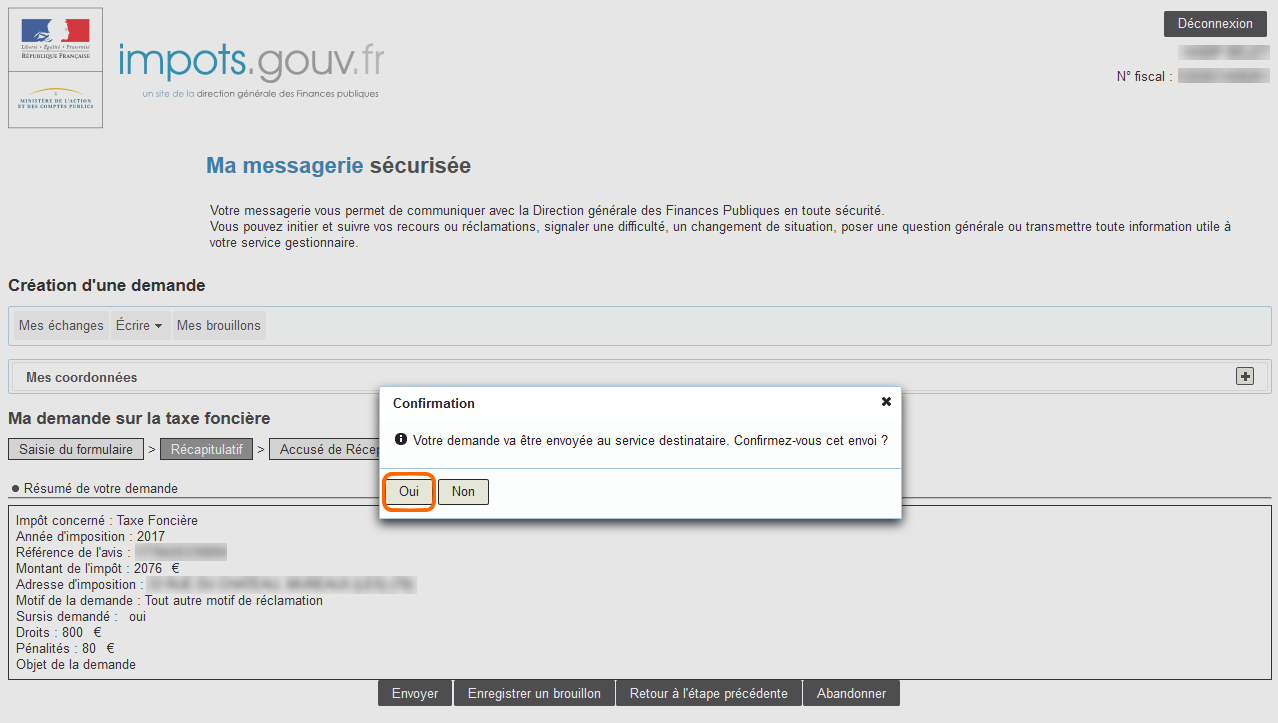 Liberté • Égalité • Fraternité
RÉPUBLIQUE FRANÇAISE
MINISTÈRE DE L'ACTION
ET DES COMPTES PUBLICS
impots.gouv.fr
un site de la direction générale des Finances publiques
Déconnexion
N° fiscal :
Ma messagerie sécurisée
Votre messagerie vous permet de communiquer avec la Direction générale des Finances Publiques en toute sécurité.
Vous pouvez initier et suivre vos recours ou réclamations, signaler une difficulté, un changement de situation, poser une question générale ou transmettre toute information utile à
votre service gestionnaire.
Création d'une demande
Mes échanges Écrire Mes brouillons
Mes coordonnées
Ma demande sur la taxe foncière
Saisie du formulaire > Récapitulatif > Accusé de Récep
Confirmation
Votre demande va être envoyée au service destinataire. Confirmez-vous cet envoi ?
Oui Non
Résumé de votre demande
Impôt concerné : Taxe Foncière
Année d'imposition : 2017
Référence de l'avis :
Montant de l'impôt : 2076 €
Adresse d'imposition :
Motif de la demande : Tout autre motif de réclamation
Sursis demandé : oui
Droits : 800 €
Pénalités : 80 €
Objet de la demande
Envoyer Enregistrer un brouillon Retour à l'étape précédente Abandonner